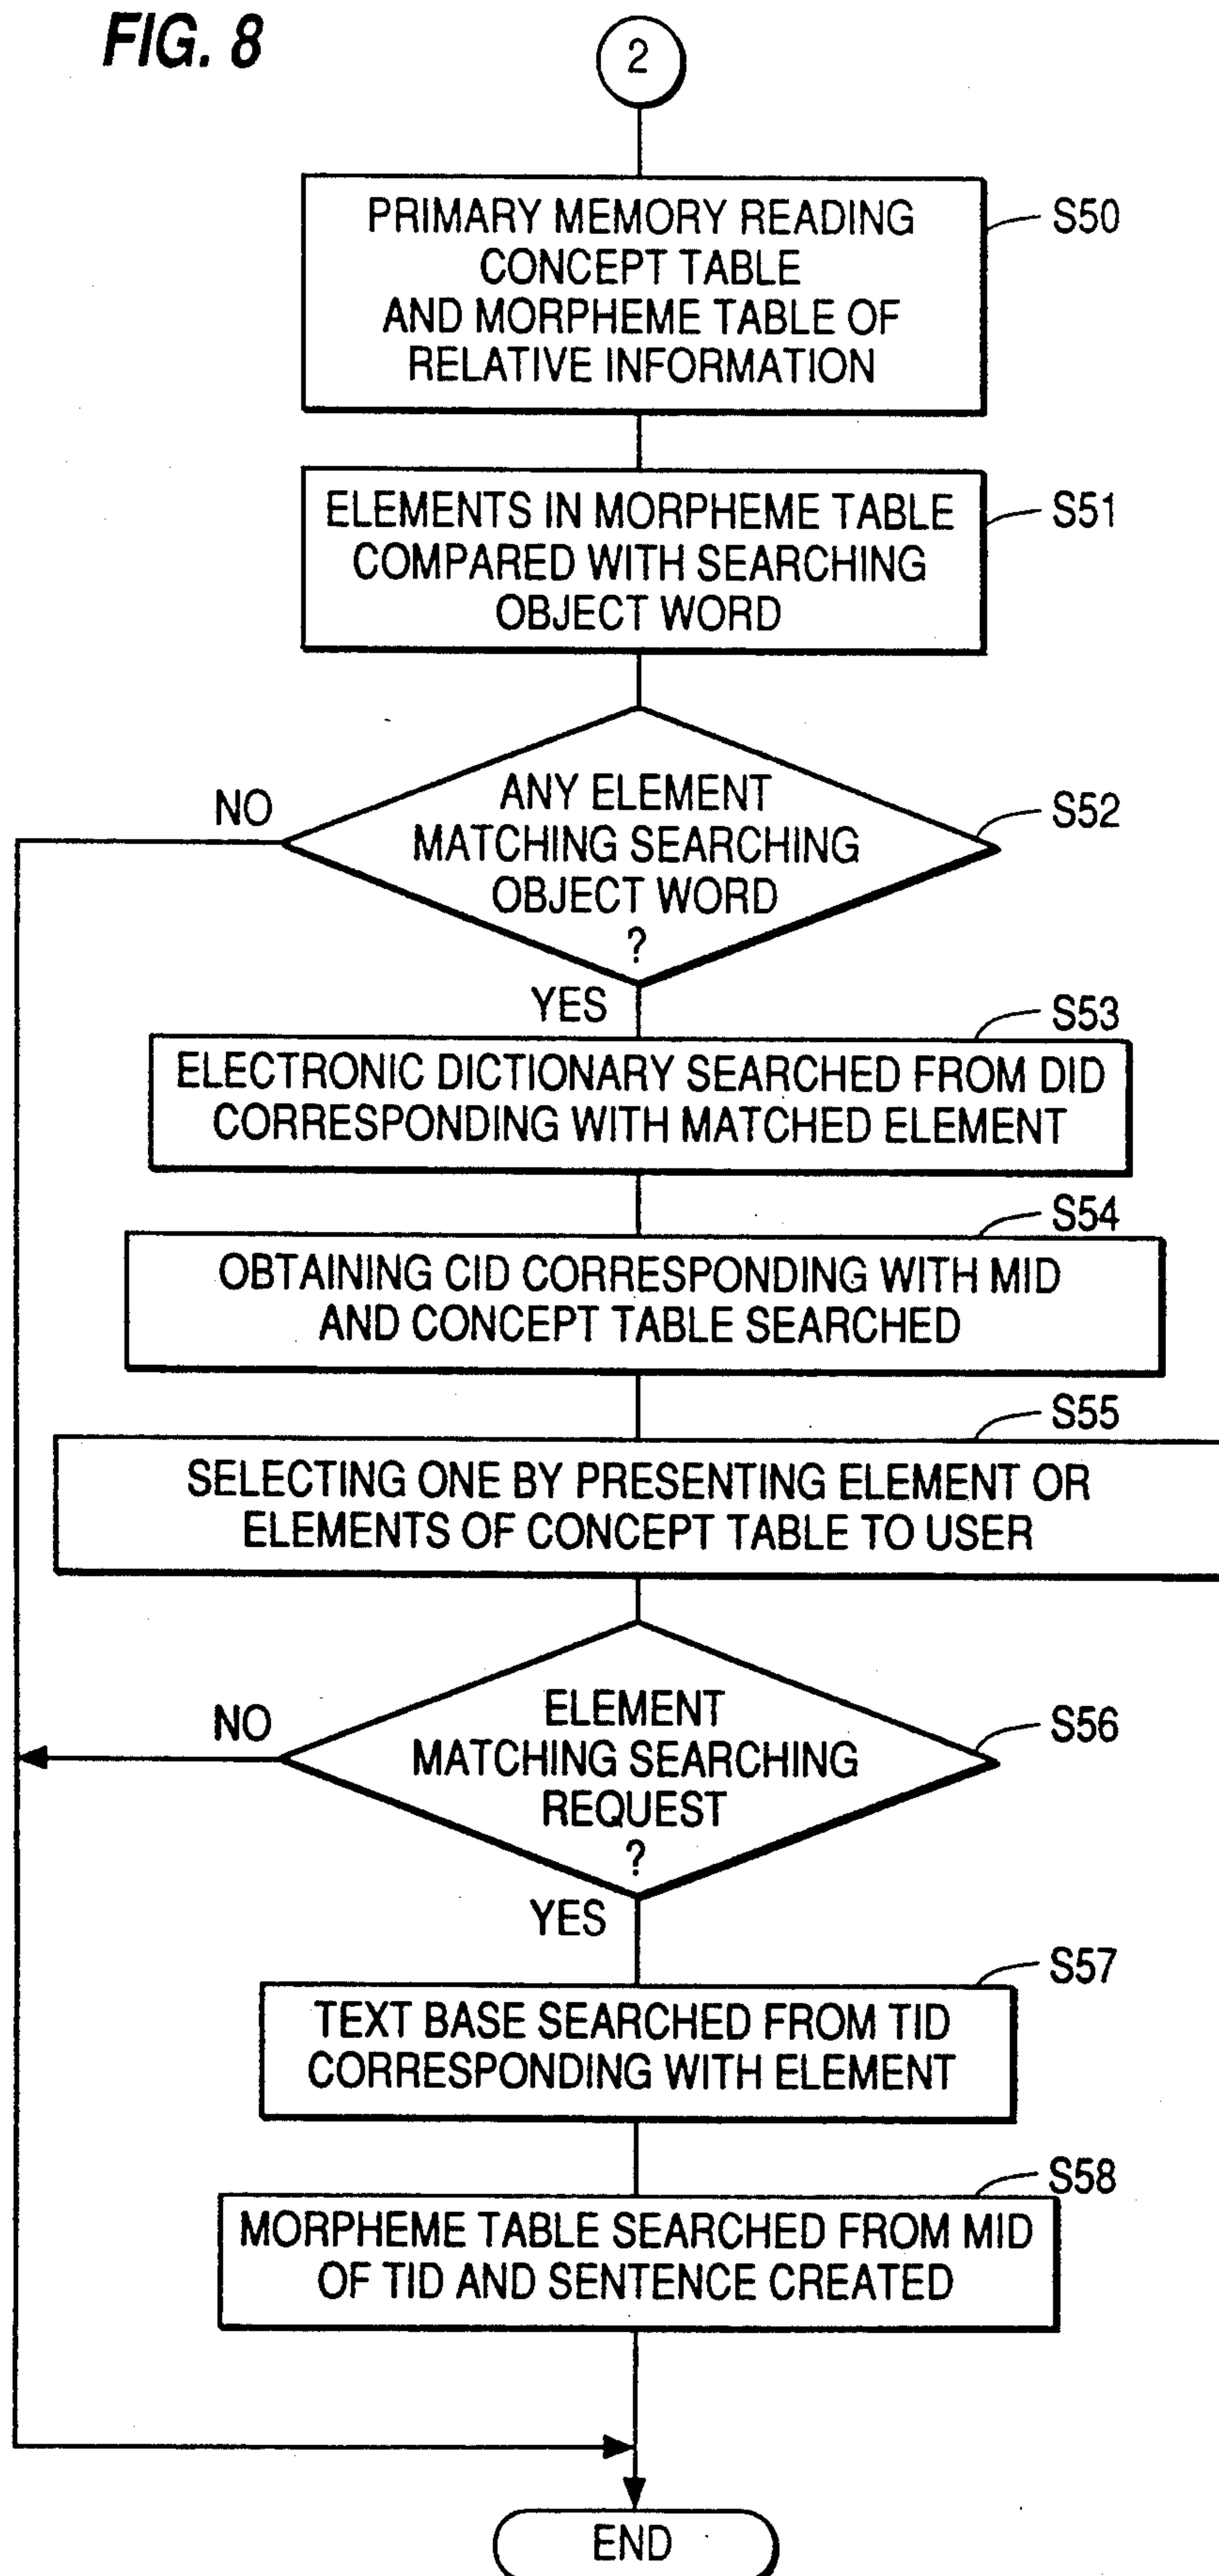 FIG. 8
2
PRIMARY MEMORY READING
CONCEPT TABLE
AND MORPHEME TABLE OF
RELATIVE INFORMATION
S50
ELEMENTS IN MORPHEME TABLE
COMPARED WITH SEARCHING
OBJECT WORD
S51
NO
ANY ELEMENT
MATCHING SEARCHING
OBJECT WORD
?
S52
YES
S53
ELECTRONIC DICTIONARY SEARCHED FROM DID
CORRESPONDING WITH MATCHED ELEMENT
S54
OBTAINING CID CORRESPONDING WITH MID
AND CONCEPT TABLE SEARCHED
S55
SELECTING ONE BY PRESENTING ELEMENT OR
ELEMENTS OF CONCEPT TABLE TO USER
NO
ELEMENT
MATCHING SEARCHING
REQUEST
?
S56
YES
S57
TEXT BASE SEARCHED FROM TID
CORRESPONDING WITH ELEMENT
S58
MORPHEME TABLE SEARCHED FROM MID
OF TID AND SENTENCE CREATED
END